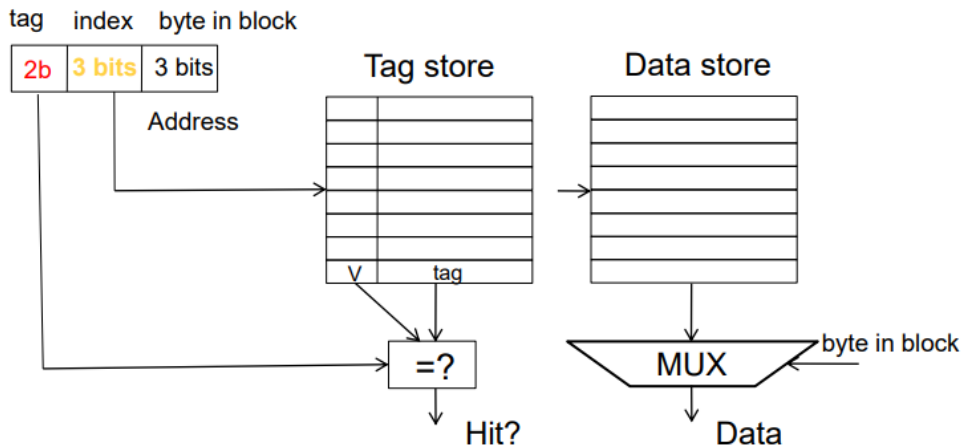 tag index byte in block
2b 3 bits 3 bits
Address
Tag store
Data store
V tag
=?
MUX
byte in block
Hit?
Data